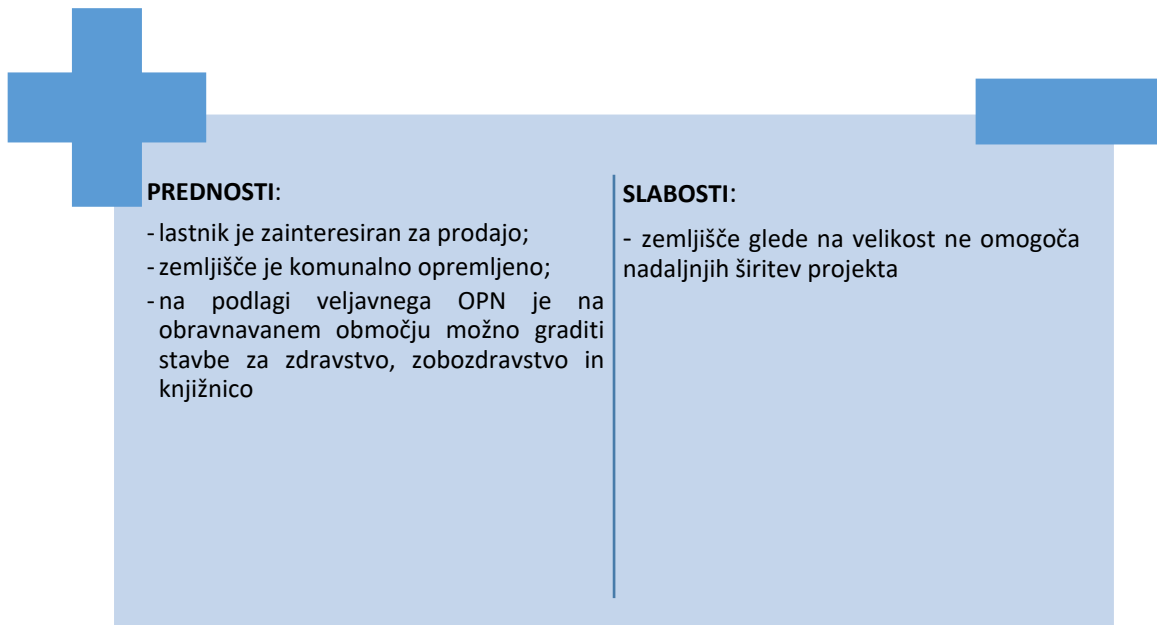 PREDNOSTI:
- lastnik je zainteresiran za prodajo;
- zemljišče je komunalno opremljeno;
- na podlagi veljavnega OPN je na
obravnavanem območju možno graditi
stavbe za zdravstvo, zobozdravstvo in
knjižnico
SLABOSTI:
- zemljišče glede na velikost ne omogoča
nadaljnjih širitev projekta